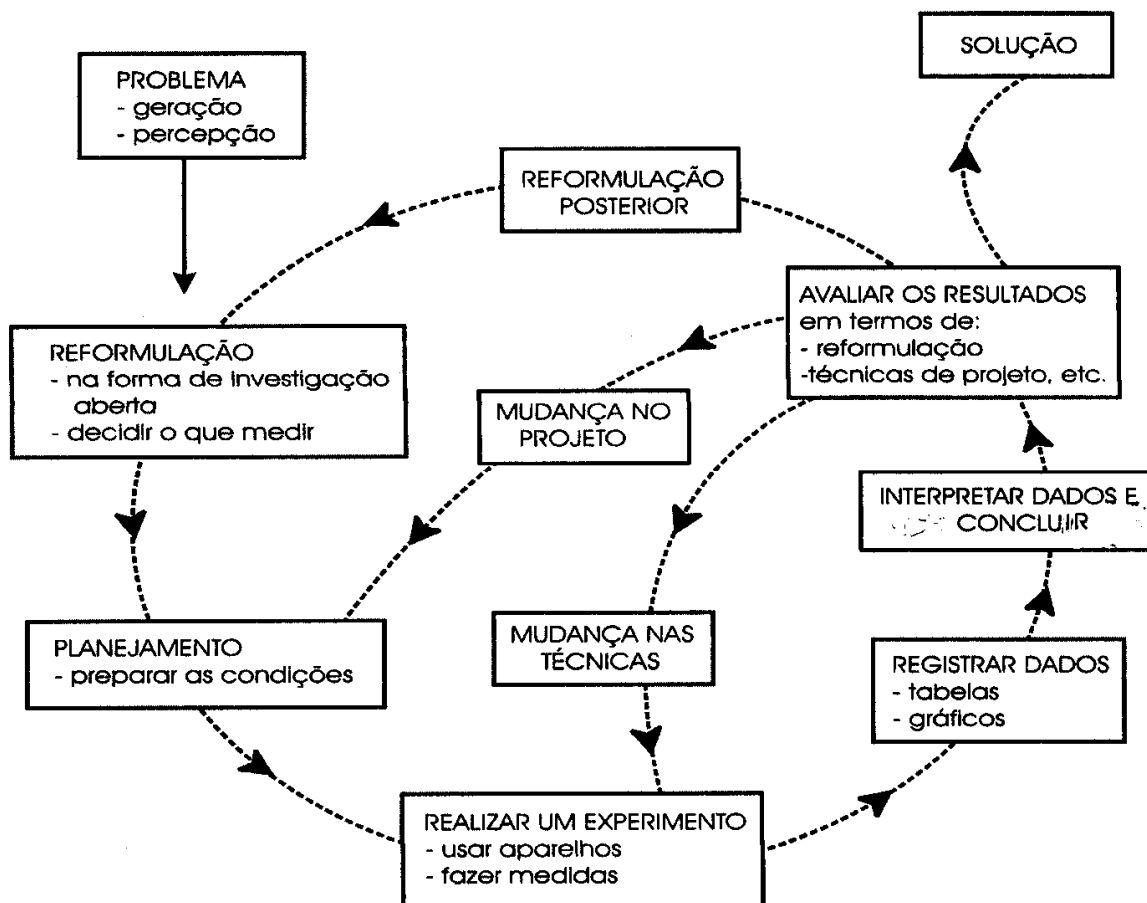 PROBLEMA
- geração
- percepção
SOLUÇÃO
REFORMULAÇÃO
POSTERIOR
AVALIAR OS RESULTADOS
em termos de:
- reformulação
-técnicas de projeto, etc.
REFORMULAÇÃO
- na forma de investigação
aberta
- decidir o que medir
MUDANÇA NO
PROJETO
INTERPRETAR DADOS E
CONCLUIR
PLANEJAMENTO
- preparar as condições
MUDANÇA NAS
TÉCNICAS
REGISTRAR DADOS
- tabelas
- gráficos
REALIZAR UM EXPERIMENTO
- usar aparelhos
- fazer medidas